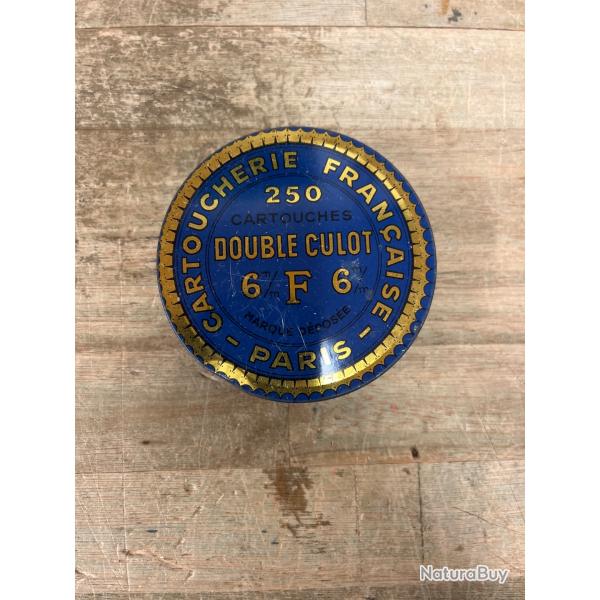 CARTOUCHERIE FRANÇAISE
250
CARTOUCHES
DOUBLE CULOT
6 m/m F 6 m/m
MARQUE DÉPOSÉE
- PARIS -
NaturaBuy